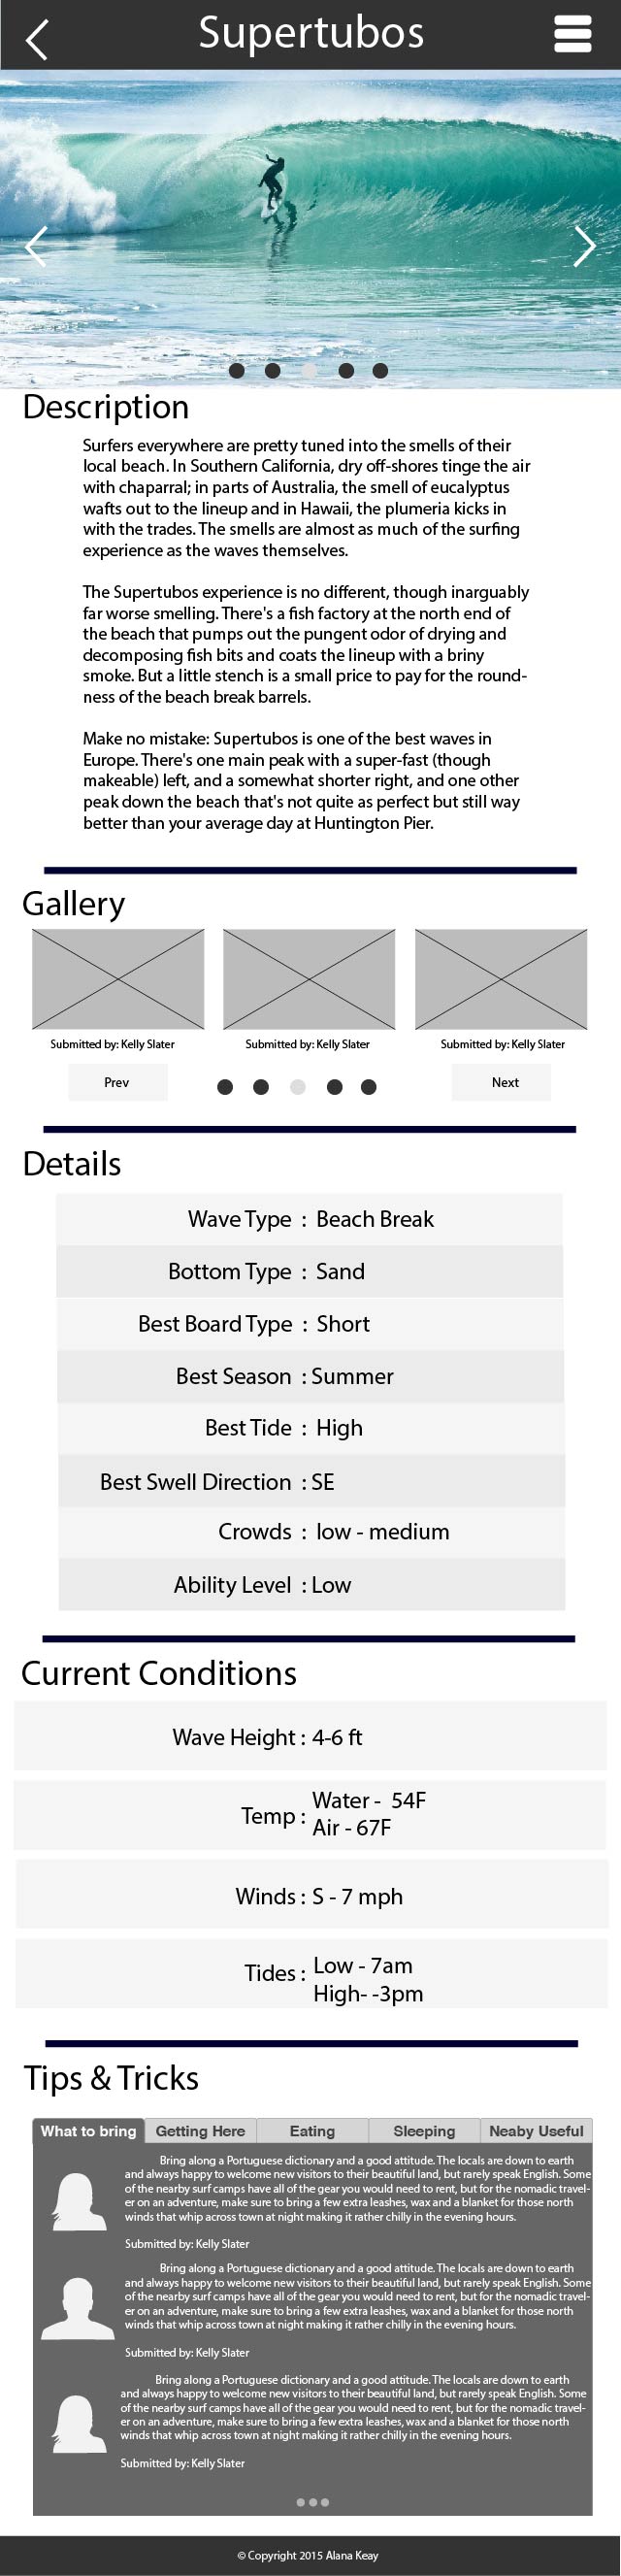 Supertubos
Description
Surfers everywhere are pretty tuned into the smells of their
local beach. In Southern California, dry off-shores tinge the air
with chaparral; in parts of Australia, the smell of eucalyptus
wafts out to the lineup and in Hawaii, the plumeria kicks in
with the trades. The smells are almost as much of the surfing
experience as the waves themselves.
The Supertubos experience is no different, though inarguably
far worse smelling. There's a fish factory at the north end of
the beach that pumps out the pungent odor of drying and
decomposing fish bits and coats the lineup with a briny
smoke. But a little stench is a small price to pay for the round-
ness of the beach break barrels.
Make no mistake: Supertubos is one of the best waves in
Europe. There's one main peak with a super-fast (though
makeable) left, and a somewhat shorter right, and one other
peak down the beach that's not quite as perfect but still way
better than your average day at Huntington Pier.
Gallery
Submitted by: Kelly Slater Submitted by: Kelly Slater Submitted by: Kelly Slater
Prev Next
Details
Wave Type : Beach Break
Bottom Type : Sand
Best Board Type : Short
Best Season : Summer
Best Tide : High
Best Swell Direction : SE
Crowds : low - medium
Ability Level : Low
Current Conditions
Wave Height : 4-6 ft
Temp : Water - 54F
Air - 67F
Winds : S - 7 mph
Tides : Low - 7am
High- -3pm
Tips & Tricks
What to bring Getting Here Eating Sleeping Neaby Useful
Bring along a Portuguese dictionary and a good attitude. The locals are down to earth
and always happy to welcome new visitors to their beautiful land, but rarely speak English. Some
of the nearby surf camps have all of the gear you would need to rent, but for the nomadic travel-
er on an adventure, make sure to bring a few extra leashes, wax and a blanket for those north
winds that whip across town at night making it rather chilly in the evening hours.
Submitted by: Kelly Slater
Bring along a Portuguese dictionary and a good attitude. The locals are down to earth
and always happy to welcome new visitors to their beautiful land, but rarely speak English. Some
of the nearby surf camps have all of the gear you would need to rent, but for the nomadic travel-
er on an adventure, make sure to bring a few extra leashes, wax and a blanket for those north
winds that whip across town at night making it rather chilly in the evening hours.
Submitted by: Kelly Slater
Bring along a Portuguese dictionary and a good attitude. The locals are down to earth
and always happy to welcome new visitors to their beautiful land, but rarely speak English. Some
of the nearby surf camps have all of the gear you would need to rent, but for the nomadic travel-
er on an adventure, make sure to bring a few extra leashes, wax and a blanket for those north
winds that whip across town at night making it rather chilly in the evening hours.
Submitted by: Kelly Slater
© Copyright 2015 Alana Keay